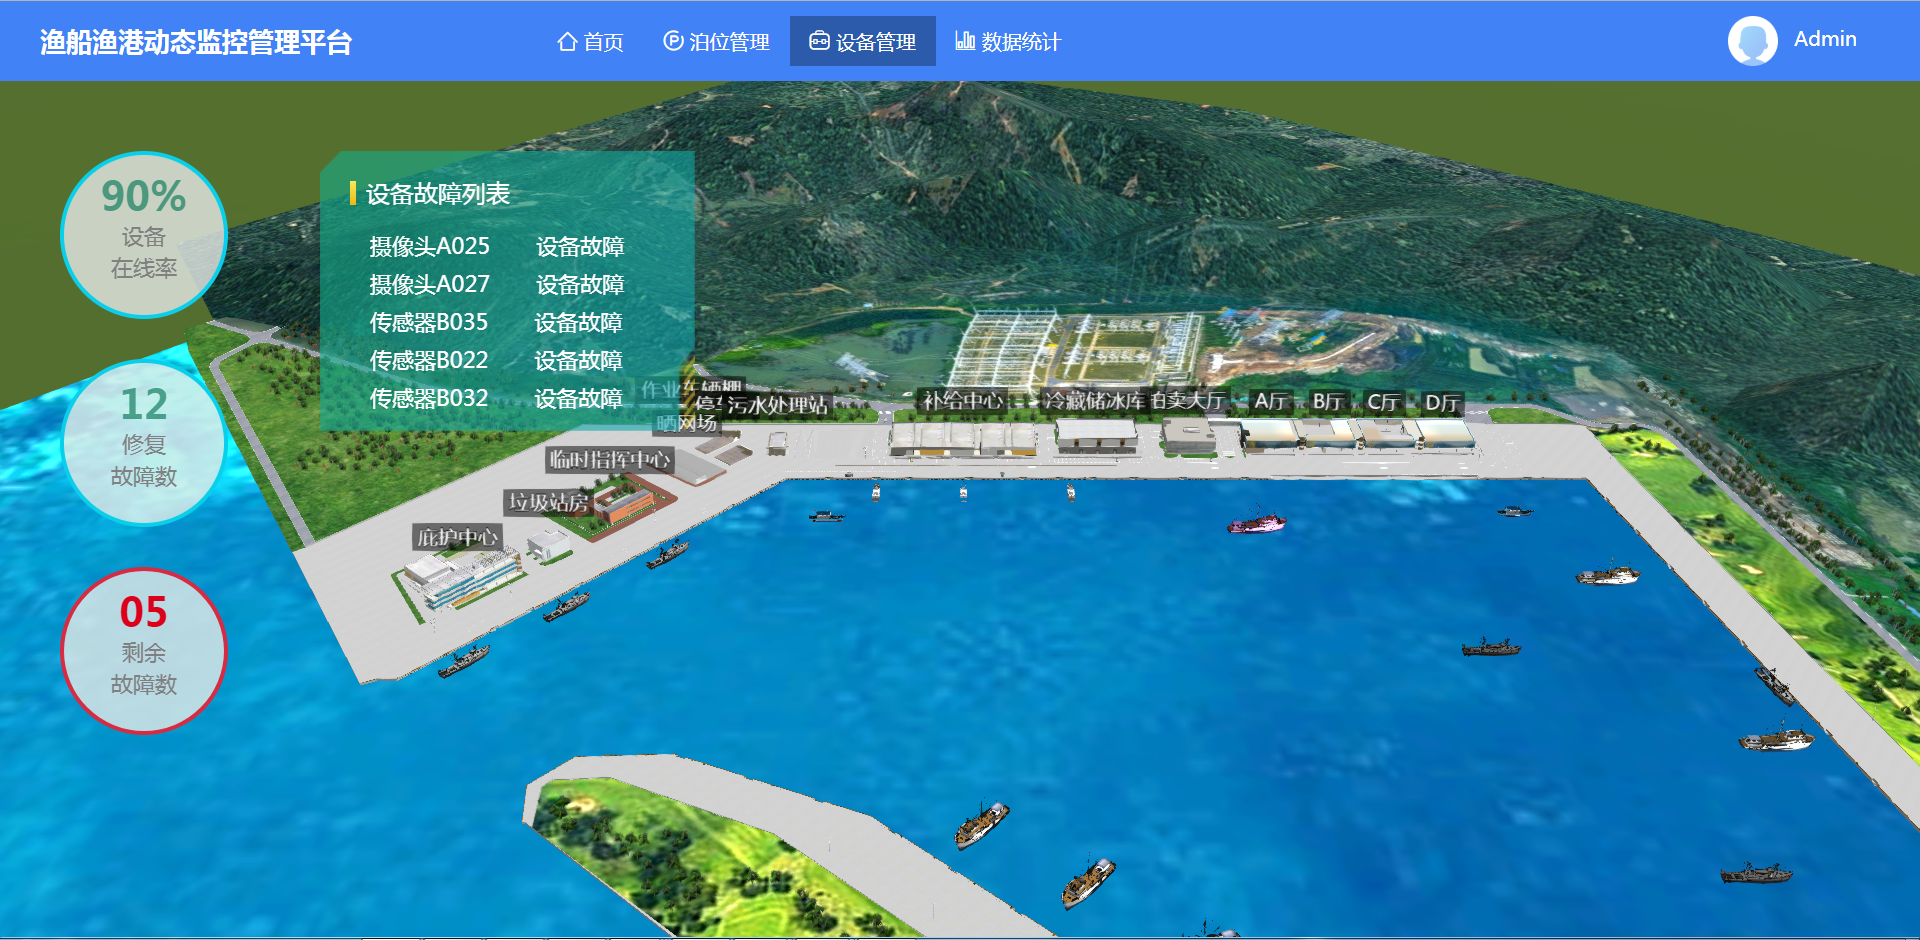 渔船渔港动态监控管理平台
首页
泊位管理
设备管理
数据统计
Admin
90%
设备
在线率
设备故障列表
摄像头A025 设备故障
摄像头A027 设备故障
传感器B035 设备故障
传感器B022 设备故障
传感器B032 设备故障
12
修复
故障数
05
剩余
故障数
作业车辆棚
停车
污水处理站
晒网场
补给中心
冷藏储冰库
拍卖大厅
A厅
B厅
C厅
D厅
临时指挥中心
垃圾站房
庇护中心